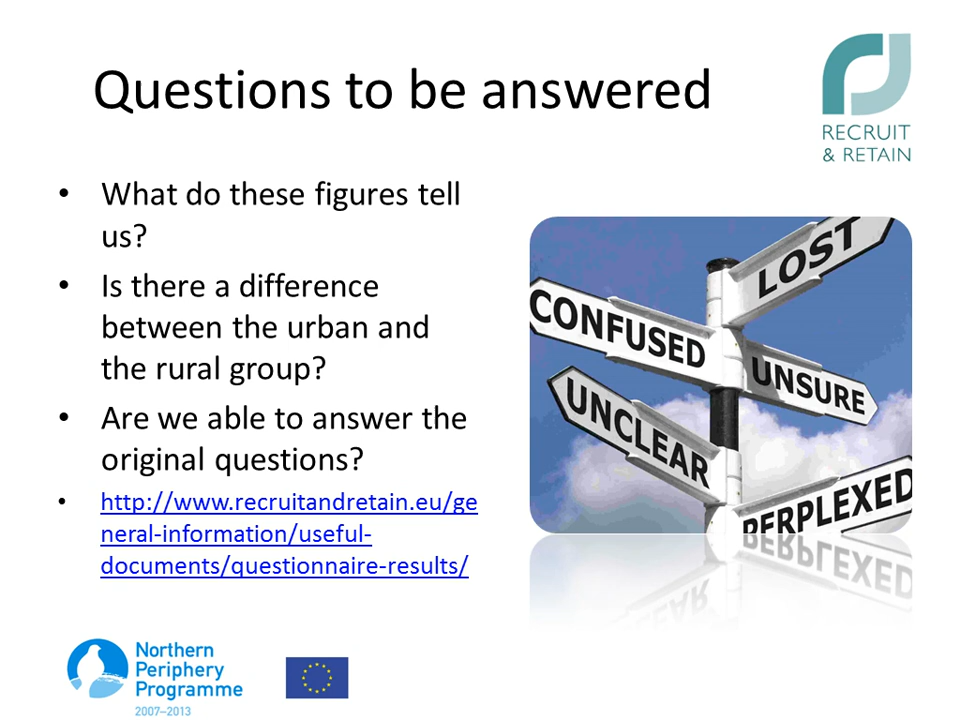 Questions to be answered
RECRUIT
& RETAIN
• What do these figures tell
us?
• Is there a difference
between the urban and
the rural group?
• Are we able to answer the
original questions?
• http://www.recruitandretain.eu/ge
neral-information/useful-
documents/questionnaire-results/
LOST
CONFUSED
UNSURE
UNCLEAR
PERPLEXED
Northern
Periphery
Programme
2007–2013